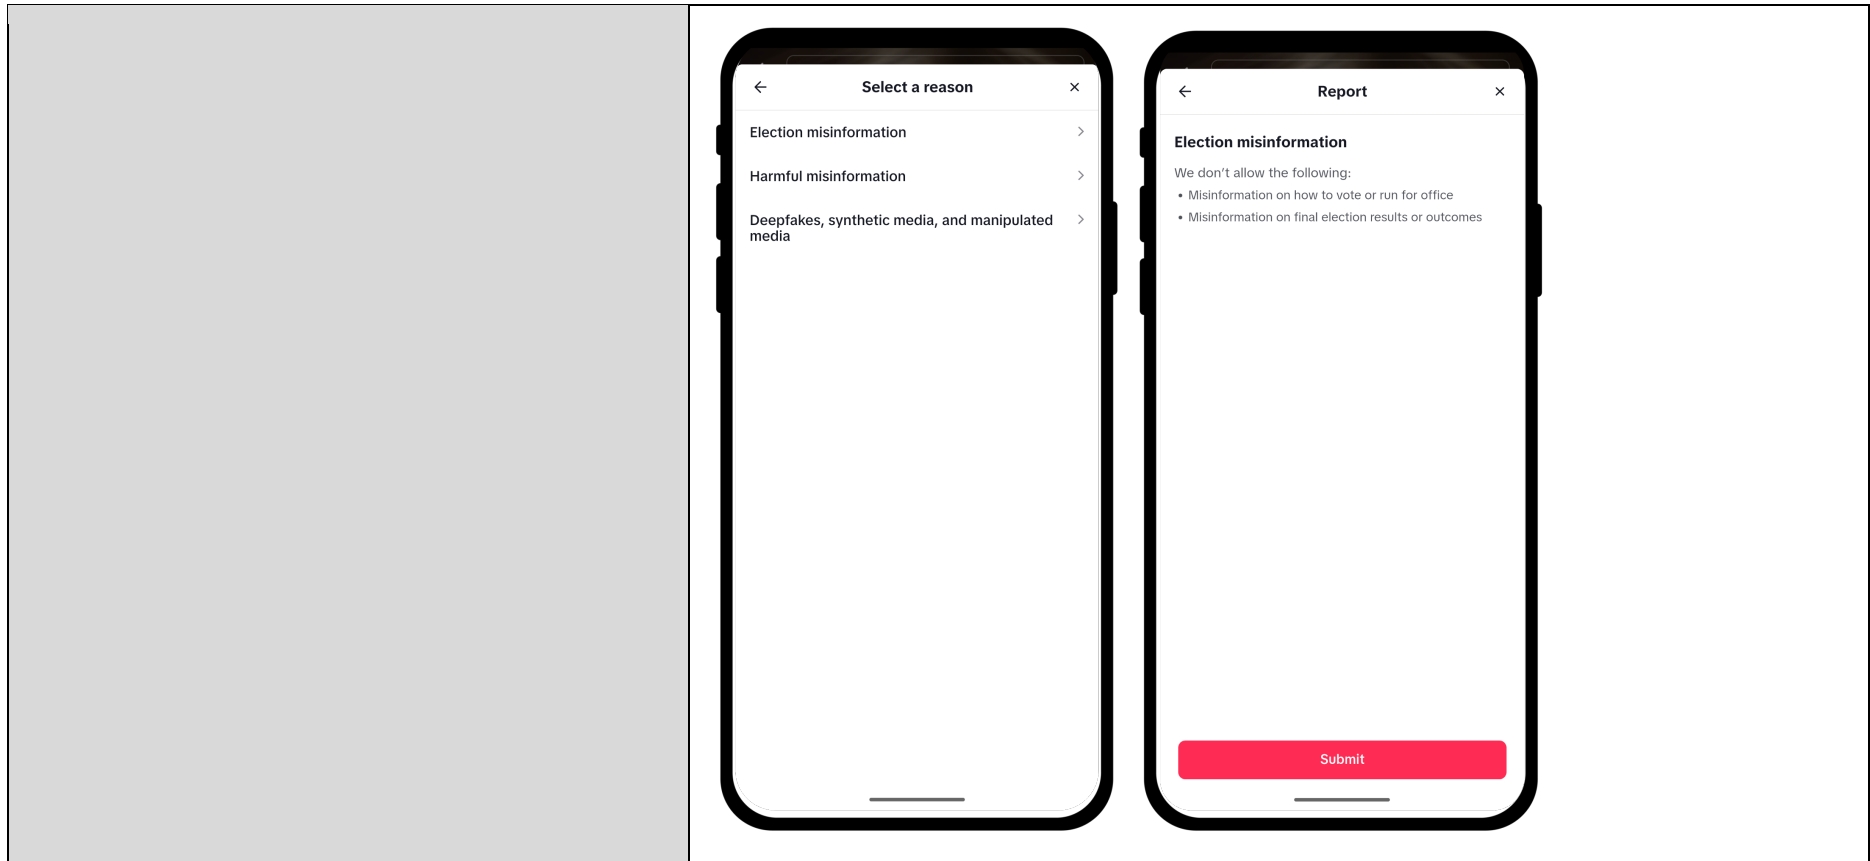 Select a reason
Election misinformation
Harmful misinformation
Deepfakes, synthetic media, and manipulated
media
Report
Election misinformation
We don’t allow the following:
• Misinformation on how to vote or run for office
• Misinformation on final election results or outcomes
Submit